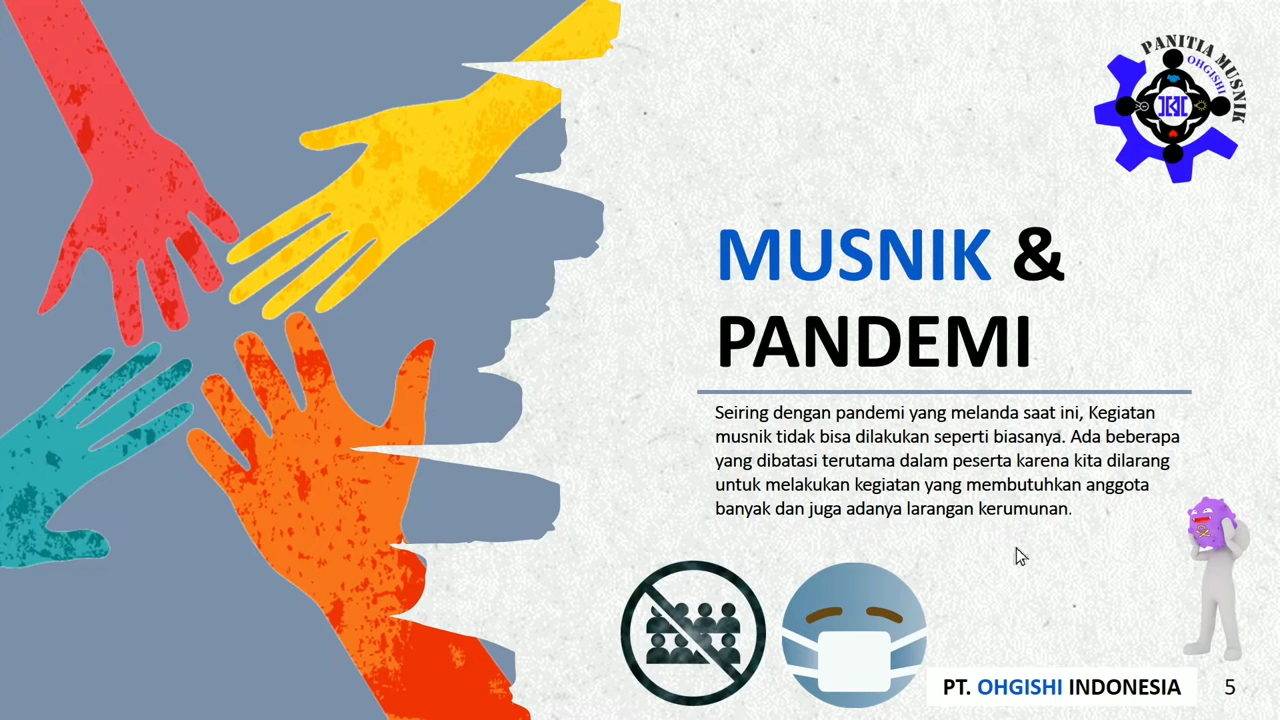 PANITIA MUSNIK
OHGISHI
MUSNIK &
PANDEMI
Seiring dengan pandemi yang melanda saat ini, Kegiatan
musnik tidak bisa dilakukan seperti biasanya. Ada beberapa
yang dibatasi terutama dalam peserta karena kita dilarang
untuk melakukan kegiatan yang membutuhkan anggota
banyak dan juga adanya larangan kerumunan.
PT. OHGISHI INDONESIA
5